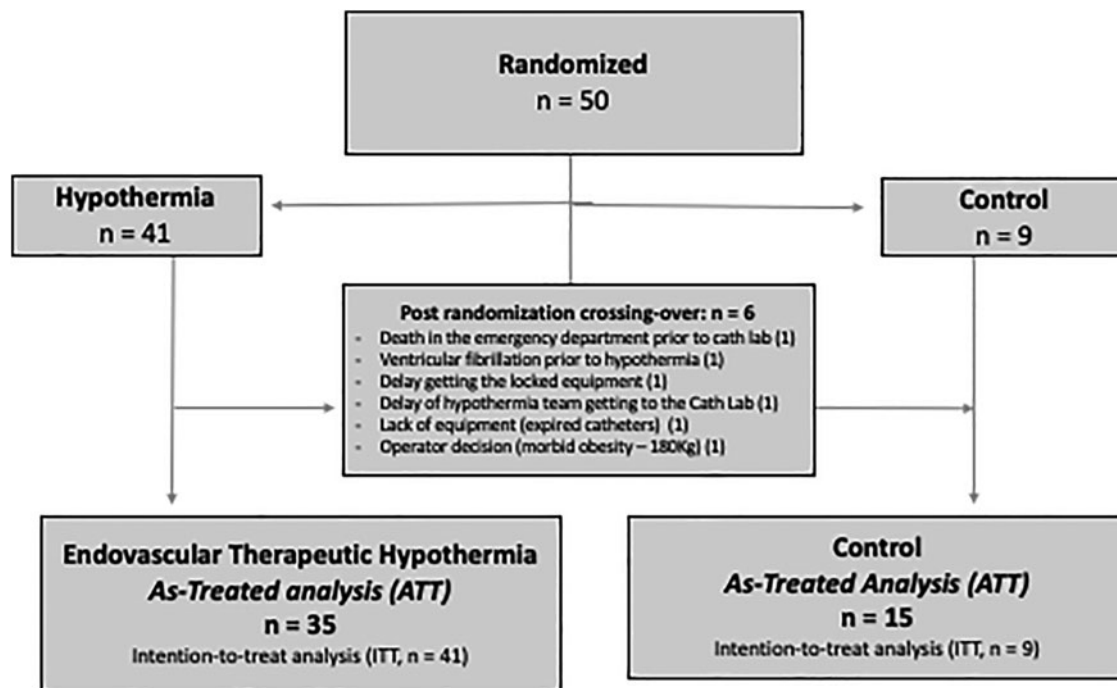 Randomized
n = 50
Hypothermia
n = 41
Control
n = 9
Post randomization crossing-over: n = 6
- Death in the emergency department prior to cath lab (1)
- Ventricular fibrillation prior to hypothermia (1)
- Delay getting the locked equipment (1)
- Delay of hypothermia team getting to the Cath Lab (1)
- Lack of equipment (expired catheters) (1)
- Operator decision (morbid obesity – 180Kg) (1)
Endovascular Therapeutic Hypothermia
As-Treated analysis (ATT)
n = 35
Intention-to-treat analysis (ITT, n = 41)
Control
As-Treated Analysis (ATT)
n = 15
Intention-to-treat analysis (ITT, n = 9)